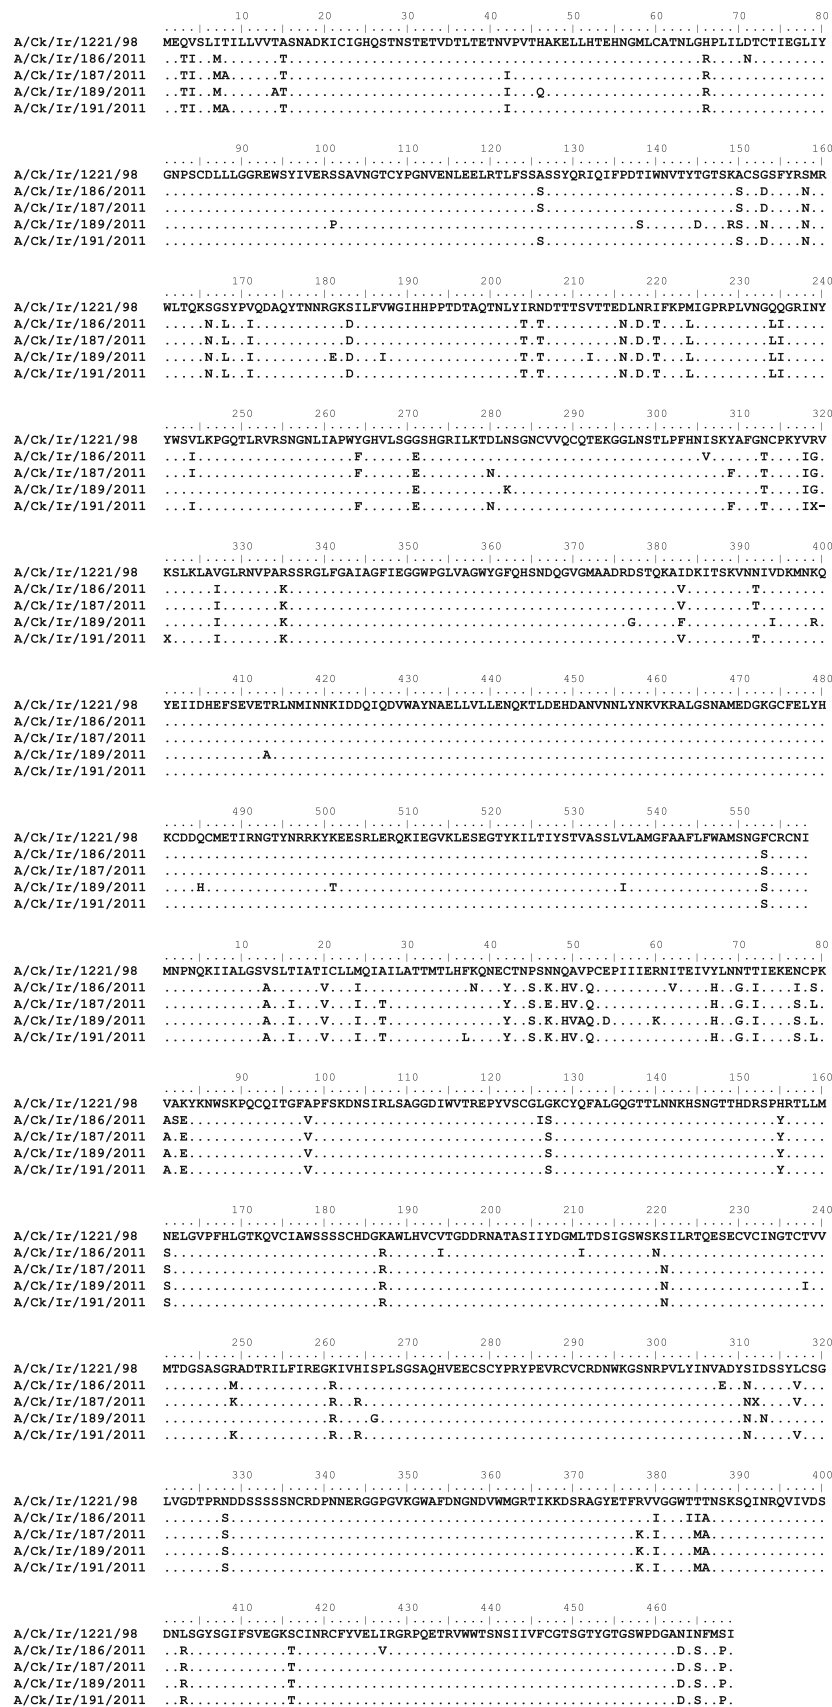 10        20        30        40        50        60        70        80
A/Ck/Ir/1221/98 MEQVSLITILLVVTASNADKICIGHQSTNSTETVDTLTETNVPVTHAKELLHTEHNGMLCATNLGHPLILDTCTIEGLIY
A/Ck/Ir/186/2011 ..TI..M.......T..................................................R....N.........
A/Ck/Ir/187/2011 ..TI..MA......T..........................I.......................R..............
A/Ck/Ir/189/2011 ..TI..M......AT..........................I...Q...................R..............
A/Ck/Ir/191/2011 ..TI..MA......T..........................I.......................R..............
          90        100       110       120       130       140       150       160
A/Ck/Ir/1221/98 GNPSCDLLLGGREWSYIVERSSAVNGTCYPGNVENLEELRTLFSSASSYQRIQIFPDTIWNVTYTGTSKACSGSFYRSMR
A/Ck/Ir/186/2011 .............................................S.......................S..D....N..
A/Ck/Ir/187/2011 .............................................S.......................S..D....N..
A/Ck/Ir/189/2011 ....................P....................................S......D...RS..N....N..
A/Ck/Ir/191/2011 .............................................S.......................S..D....N..
          170       180       190       200       210       220       230       240
A/Ck/Ir/1221/98 WLTQKSGSYPVQDAQYTNNRGKSILFVWGIHHPPTDTAQTNLYIRNDTTTSVTTEDLNRIFKPMIGPRPLVNGQQGRINY
A/Ck/Ir/186/2011 .....N.L..I...........D....................T.T.........N.D.T...L.........LI.....
A/Ck/Ir/187/2011 .....N.L..I...........D....................T.T.........N.D.T...L.........LI.....
A/Ck/Ir/189/2011 .....N.L..I.........E.D...I................T.T.....I...N.D.T...L.........LI.....
A/Ck/Ir/191/2011 .....N.L..I...........D....................T.T.........N.D.T...L.........LI.....
          250       260       270       280       290       300       310       320
A/Ck/Ir/1221/98 YWSVLKPGQTLRVRSNGNLIAPWYGHVLSGGSHGRILKTDLNSGNCVVQCQTEKGGLNSTLPFHNISKYAFGNCPKYVRV
A/Ck/Ir/186/2011 ...I...................F......E..................................I......T....IG.
A/Ck/Ir/187/2011 ...I...................F......E........N............................F...T....IG.
A/Ck/Ir/189/2011 ..............................E..........K..............................T....IG.
A/Ck/Ir/191/2011 ...I...................F......E........N............................F...T....IX-
          330       340       350       360       370       380       390       400
A/Ck/Ir/1221/98 KSLKLAVGLRNVPARSSRGLFGAIAGFIEGGWPGLVAGWYGFQHSNDQGVGMAADRDSTQKAIDKITSKVNNIVDKMNKQ
A/Ck/Ir/186/2011 ......I.......K...............................................V........T........
A/Ck/Ir/187/2011 ......I.......K...............................................V........T........
A/Ck/Ir/189/2011 ......I.......K.........................................G.....F..........I....R.
A/Ck/Ir/191/2011 X.....I.......K...............................................V........T........
          410       420       430       440       450       460       470       480
A/Ck/Ir/1221/98 YEIIDHEFSEVETRLNMINNKIDDQIQDVWAYNAELLVLLENQKTLDEHDANVNNLYNKVKRALGSNAMEDGKGCFELYH
A/Ck/Ir/186/2011 ................................................................................
A/Ck/Ir/187/2011 ................................................................................
A/Ck/Ir/189/2011 ............A...................................................................
A/Ck/Ir/191/2011 ................................................................................
          490       500       510       520       530       540       550
A/Ck/Ir/1221/98 KCDDQCMETIRNGTYNRRKYKEESRLERQKIEGVKLESEGTYKILTIYSTVASSLVLAMGFAAFLFWAMSNGFCRCNI
A/Ck/Ir/186/2011 ........................................................................S.....
A/Ck/Ir/187/2011 ........................................................................S.....
A/Ck/Ir/189/2011 ....H...............T..................................I................S.....
A/Ck/Ir/191/2011 ........................................................................S.....
          10        20        30        40        50        60        70        80
A/Ck/Ir/1221/98 MNPNQKIIALGSVSLTIATICLLMQIAILATTMTLHFKQNECTNPSNNQAVPCEPIIIERNITEIVYLNNTTIEKENCPK
A/Ck/Ir/186/2011 ............A......V...I.............N...Y..S.K.HV.Q.........I....H..G.I....I.S.
A/Ck/Ir/187/2011 ............A..I...V...I..T..............Y..S.K.HV.Q..............H..G.I....S.L.
A/Ck/Ir/189/2011 ............A..I...V...I..T..............Y..S.K.HVAQ.D.....K......H..G.I....S.L.
A/Ck/Ir/191/2011 ............A..I...V...I..T.........L....Y..S.K.HV.Q..............H..G.I....S.L.
          90        100       110       120       130       140       150       160
A/Ck/Ir/1221/98 VAKYKNWSKPQCQITGFAPFSKDNSIRLSAGGDIWVTREPYVSCGLGKCYQFALGQGTTLNNKHSNGTTHDRSPHRTLLM
A/Ck/Ir/186/2011 ASE..............V...........................IS...........................Y.....
A/Ck/Ir/187/2011 A.E..............V............................S...........................Y.....
A/Ck/Ir/189/2011 A.E..............V............................S...........................Y.....
A/Ck/Ir/191/2011 A.E..............V............................S...........................Y.....
          170       180       190       200       210       220       230       240
A/Ck/Ir/1221/98 NELGVPFHLGTKQVCIAWSSSSCHDGKAWLHVCVTGDDRNATASIIYDGMLTDSIGSWSKSILRTQESECVCINGTCTVV
A/Ck/Ir/186/2011 S.........................R......I................I........N....................
A/Ck/Ir/187/2011 S.........................R.................................N...................
A/Ck/Ir/189/2011 S.........................R.................................N................I..
A/Ck/Ir/191/2011 S.........................R.................................N...................
          250       260       270       280       290       300       310       320
A/Ck/Ir/1221/98 MTDGSASGRADTRILFIREGKIVHISPLSGSAQHVEECSCYPRYPEVRCVCRDNWKGSNRPVLYINVADYSIDSSYLCSG
A/Ck/Ir/186/2011 ........M...........R..............................................E..N.....V...
A/Ck/Ir/187/2011 ........K...........R..R..............................................NX....V...
A/Ck/Ir/189/2011 ....................R....G............................................N.N.......
A/Ck/Ir/191/2011 ........K...........R..R..............................................N.....V...
          330       340       350       360       370       380       390       400
A/Ck/Ir/1221/98 LVGDTPRNDDSSSSSNCRDPNNERGGPGVKGWAFDNGNDVWMGRTIKKDSRAGYETFRVVGGWTTTNSKSQINRQVIVDS
A/Ck/Ir/186/2011 .......S...................................................I...IIA..............
A/Ck/Ir/187/2011 .......S.................................................K.I....MA..............
A/Ck/Ir/189/2011 .......S.................................................K.I....MA..............
A/Ck/Ir/191/2011 .......S.................................................K.I....MA..............
          410       420       430       440       450       460
A/Ck/Ir/1221/98 DNLSGYSGIFSVEGKSCINRCFYVELIRGRPQETRVWWTSNSIIVFCGTSGTYGTGSWPDGANINFMSI
A/Ck/Ir/186/2011 ..R............T..........V...................................D.S..P.
A/Ck/Ir/187/2011 ..R............T..............................................D.S..P.
A/Ck/Ir/189/2011 ..R............T..............................................D.S..P.
A/Ck/Ir/191/2011 ..R............T..............................................D.S..P.